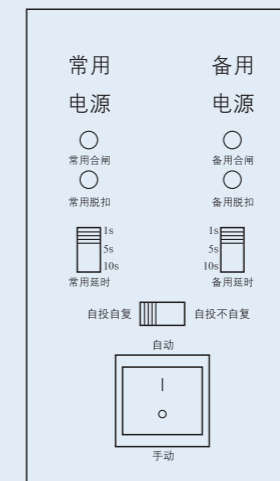 常用 备用
电源 电源
常用合闸 备用合闸
常用脱扣 备用脱扣
1s 1s
5s 5s
10s 10s
常用延时 备用延时
自投自复 自投不自复
自动
手动